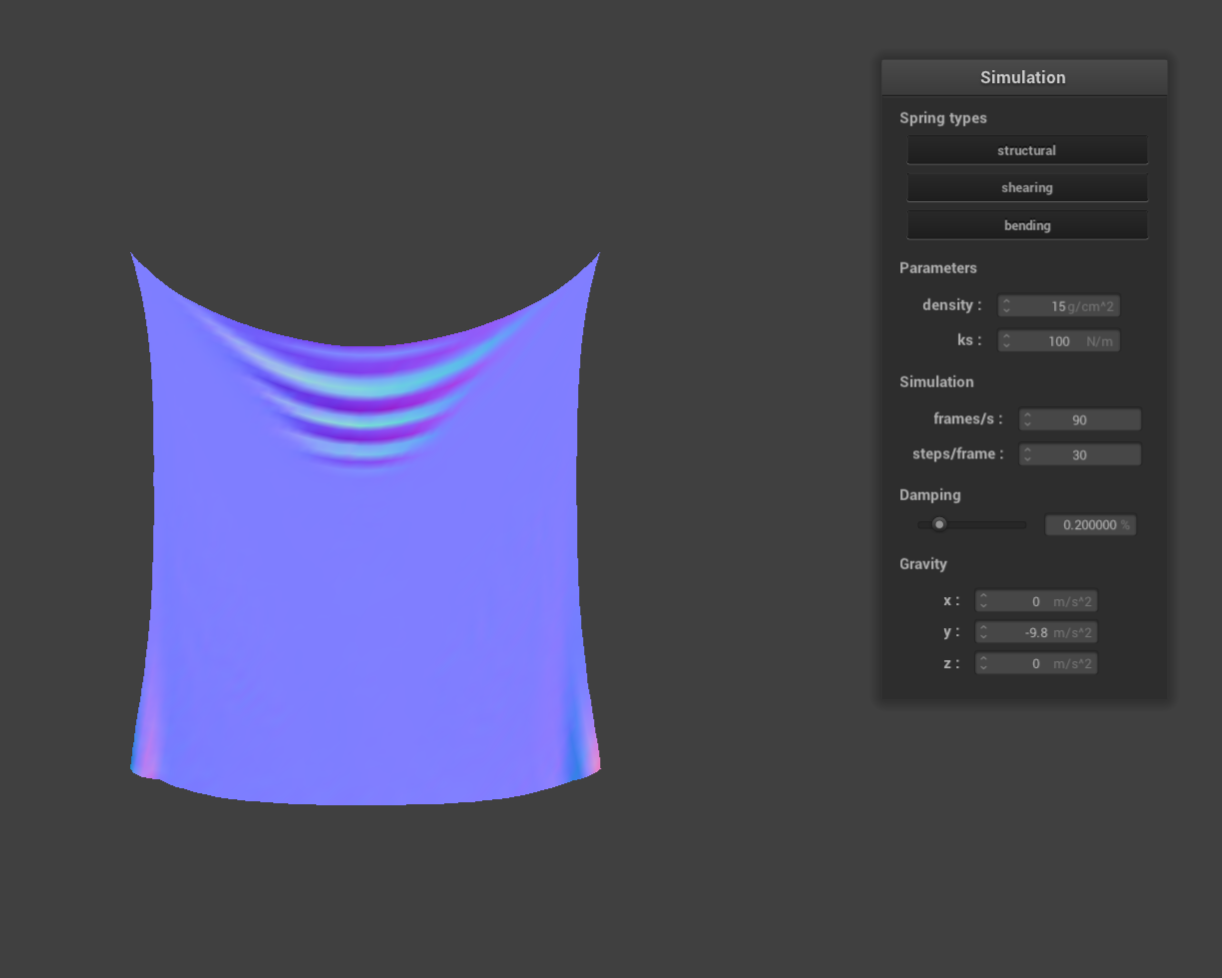 Simulation
Spring types
structural
shearing
bending
Parameters
density : 15 g/cm^2
ks : 100 N/m
Simulation
frames/s : 90
steps/frame : 30
Damping
0.200000 %
Gravity
x : 0 m/s^2
y : -9.8 m/s^2
z : 0 m/s^2